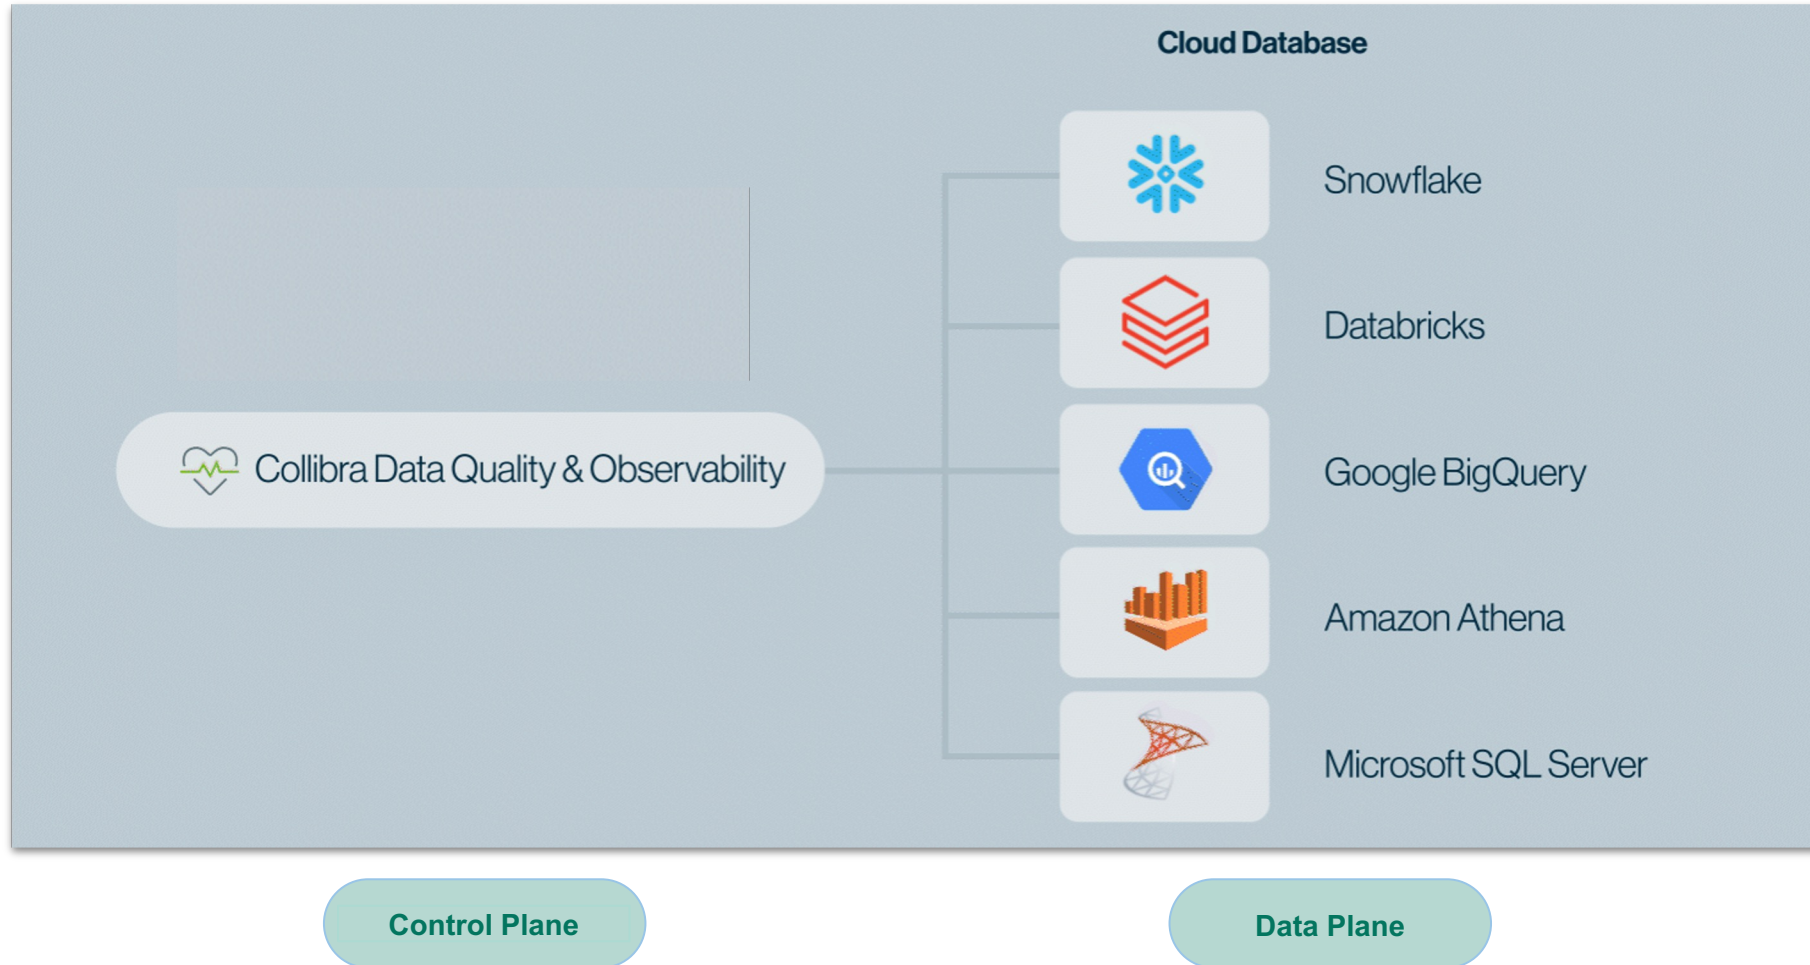 Cloud Database
Snowflake
Databricks
Collibra Data Quality & Observability
Google BigQuery
Amazon Athena
Microsoft SQL Server
Control Plane
Data Plane